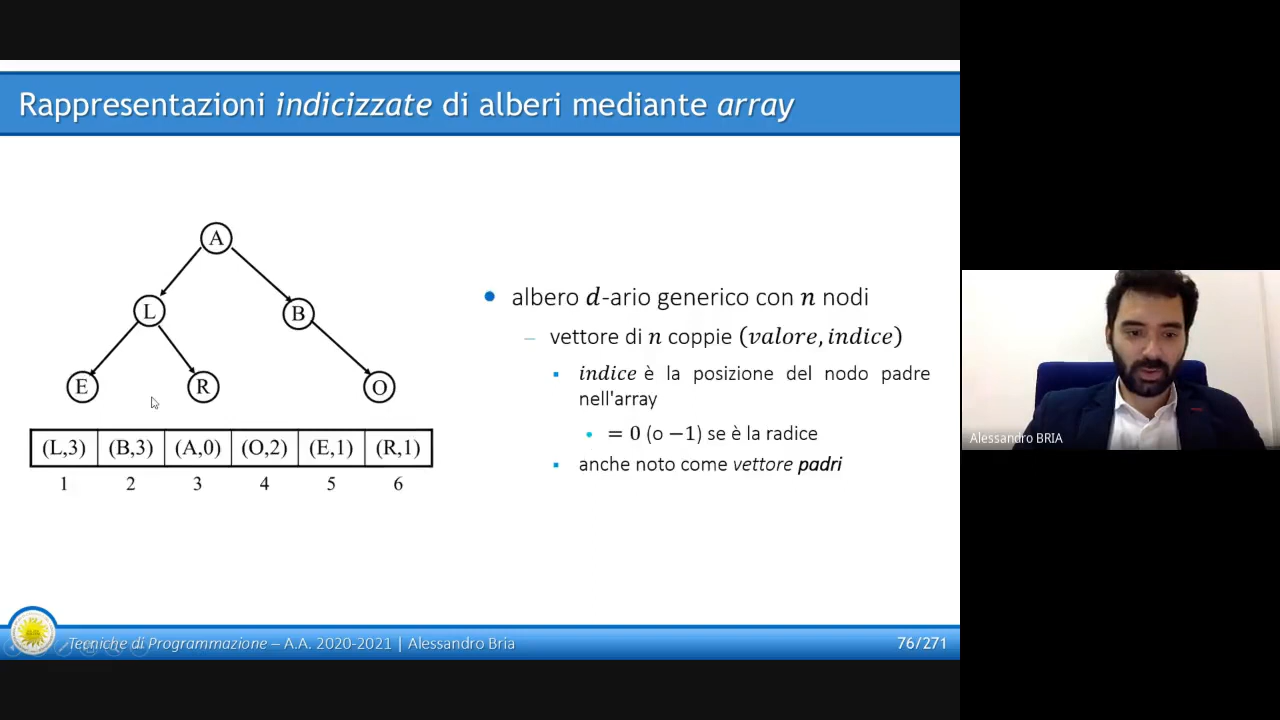 Rappresentazioni indicizzate di alberi mediante array
A
L
B
E
R
O
(L,3) (B,3) (A,0) (O,2) (E,1) (R,1)
1 2 3 4 5 6
• albero d-ario generico con n nodi
– vettore di n coppie (valore, indice)
▪ indice è la posizione del nodo padre
nell'array
• = 0 (o −1) se è la radice
▪ anche noto come vettore padri
Alessandro BRIA
Tecniche di Programmazione – A.A. 2020-2021 | Alessandro Bria
76/271